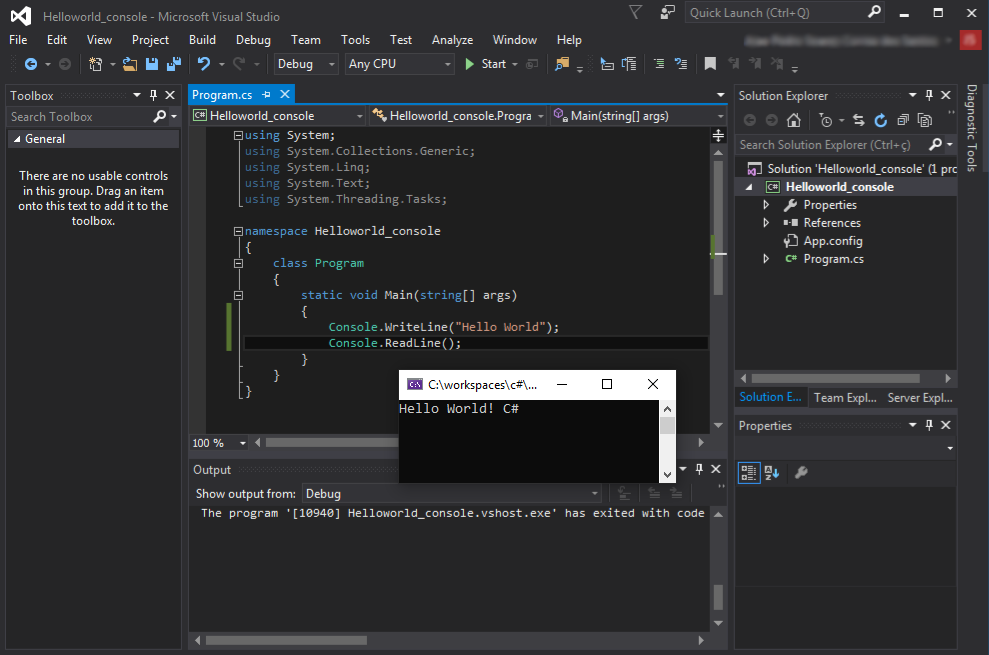 Helloworld_console - Microsoft Visual Studio
Quick Launch (Ctrl+Q)
File Edit View Project Build Debug Team Tools Test Analyze Window Help
Debug Any CPU Start
Toolbox
Search Toolbox
General
There are no usable controls
in this group. Drag an item
onto this text to add it to the
toolbox.
Program.cs
C# Helloworld_console Helloworld_console.Progra Main(string[] args)
using System;
using System.Collections.Generic;
using System.Linq;
using System.Text;
using System.Threading.Tasks;
namespace Helloworld_console
{
class Program
{
static void Main(string[] args)
{
Console.WriteLine("Hello World");
Console.ReadLine();
}
}
}
100 %
C:\ C:\workspaces\c#\...
Hello World! C#
Output
Show output from: Debug
The program '[10940] Helloworld_console.vshost.exe' has exited with code
Solution Explorer
Search Solution Explorer (Ctrl+ç)
Solution 'Helloworld_console' (1 pro
C# Helloworld_console
Properties
References
App.config
C# Program.cs
Solution E... Team Expl... Server Expl...
Properties
Diagnostic Tools